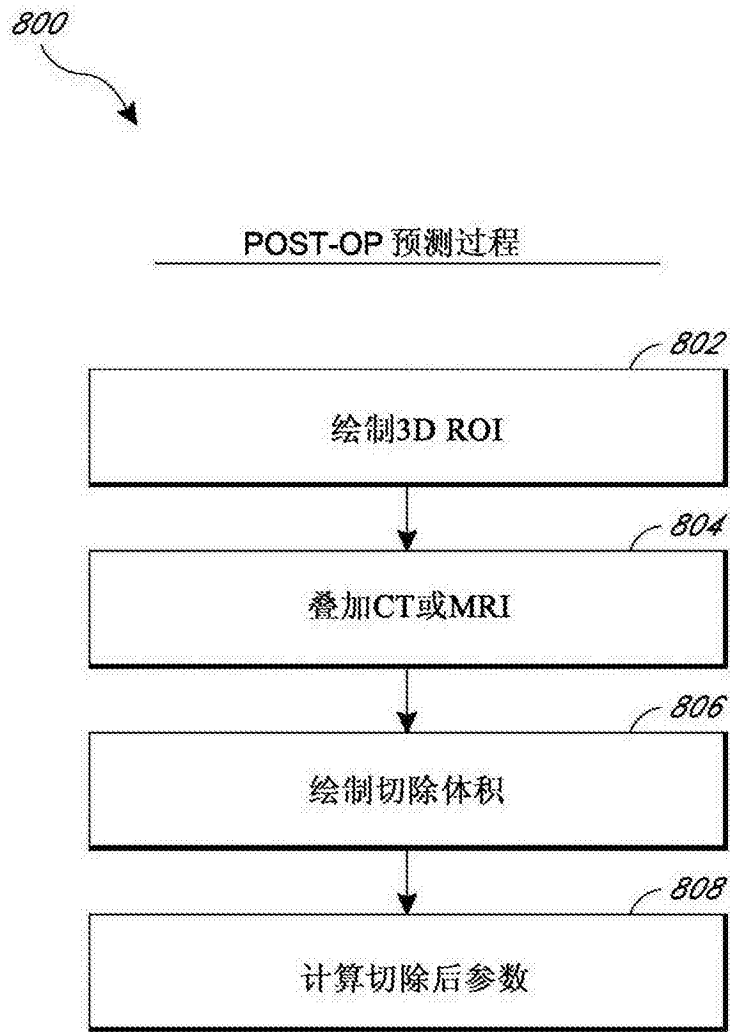 800
POST-OP 预测过程
802
绘制3D ROI
804
叠加CT或MRI
806
绘制切除体积
808
计算切除后参数